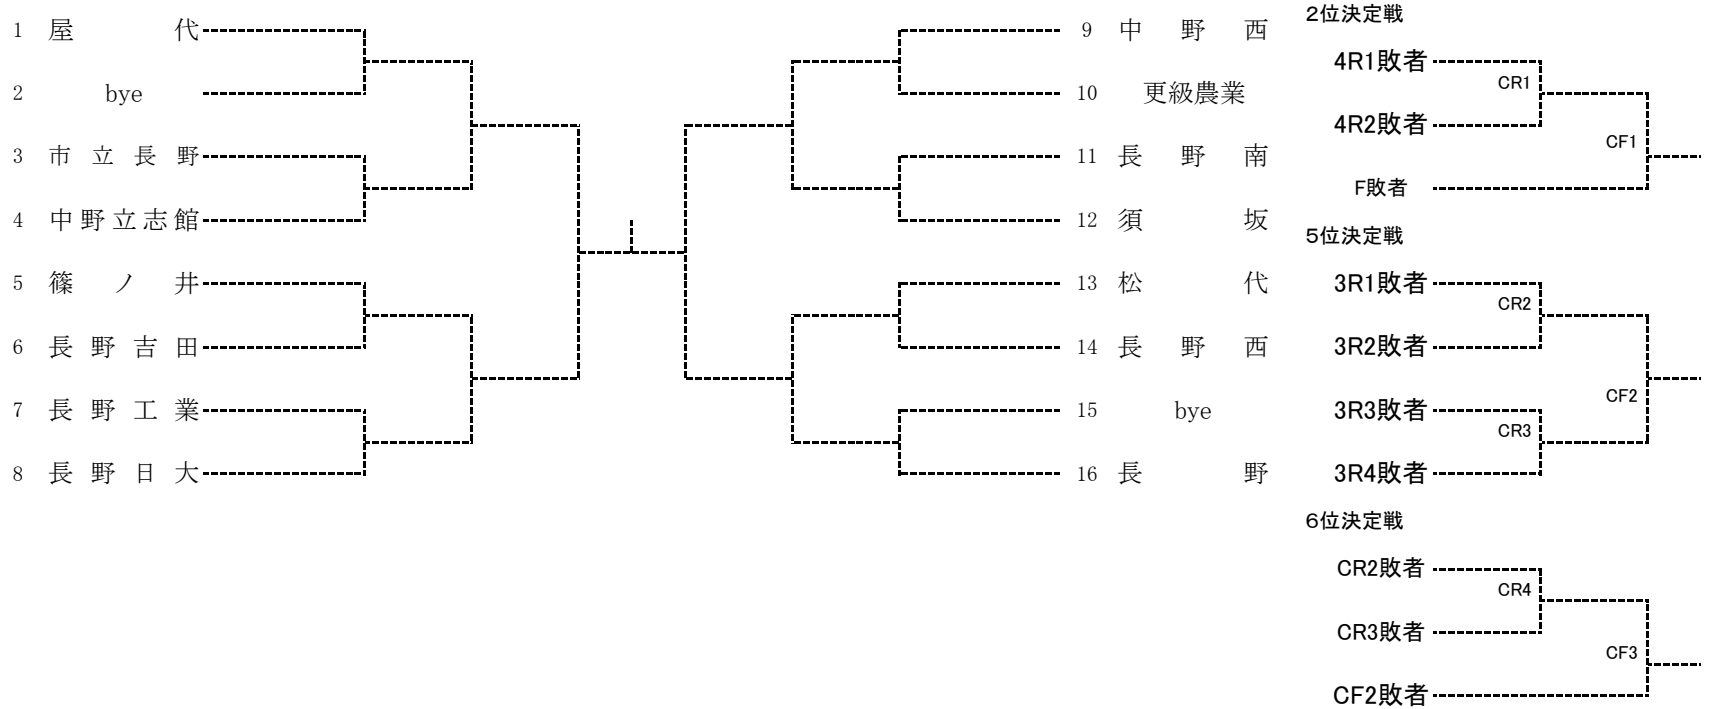 1 屋代
2 bye
3 市立長野
4 中野立志館
5 篠ノ井
6 長野吉田
7 長野工業
8 長野日大
9 中野西
10 更級農業
11 長野南
12 須坂
13 松代
14 長野西
15 bye
16 長野
2位決定戦
4R1敗者
CR1
4R2敗者
CF1
F敗者
5位決定戦
3R1敗者
CR2
3R2敗者
CF2
3R3敗者
CR3
3R4敗者
6位決定戦
CR2敗者
CR4
CR3敗者
CF3
CF2敗者